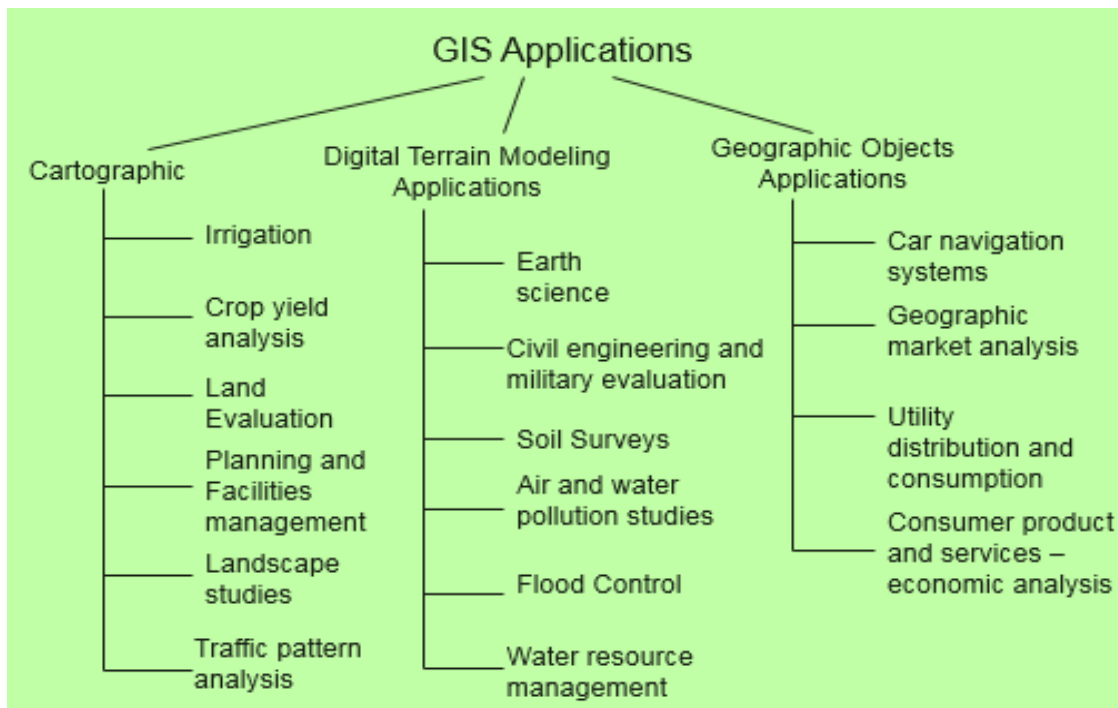 GIS Applications
Cartographic
Irrigation
Crop yield
analysis
Land
Evaluation
Planning and
Facilities
management
Landscape
studies
Traffic pattern
analysis
Digital Terrain Modeling
Applications
Earth
science
Civil engineering and
military evaluation
Soil Surveys
Air and water
pollution studies
Flood Control
Water resource
management
Geographic Objects
Applications
Car navigation
systems
Geographic
market analysis
Utility
distribution and
consumption
Consumer product
and services –
economic analysis